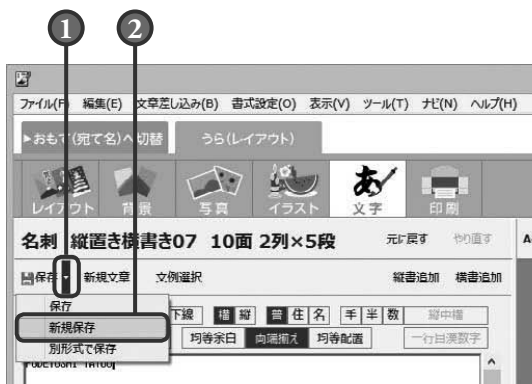 1 2
ファイル(F) 編集(E) 文章差し込み(B) 書式設定(O) 表示(V) ツール(T) ナビ(N) ヘルプ(H)
▶おもて(宛て名)へ切替 うら(レイアウト)
レイアウト 背景 写真 イラスト 文字 印刷
名刺 縦置き横書き07 10面 2列×5段 元に戻す やり直す
保存 新規文章 文例選択 縦書追加 横書追加
保存
新規保存
別形式で保存
下線 横 縦 普 住 名 手 半 数 縦中横
均等余白 両端揃え 均等配置 一行目漢数字